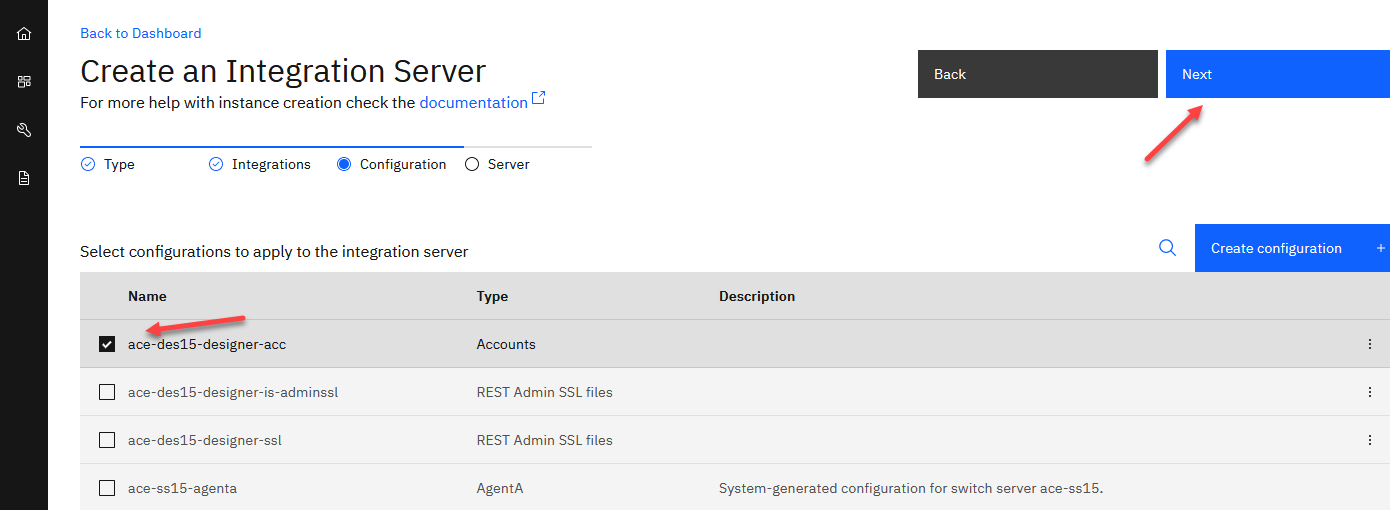 Back to Dashboard
Create an Integration Server
For more help with instance creation check the documentation
Back
Next
Type
Integrations
Configuration
Server
Select configurations to apply to the integration server
Create configuration +
Name Type Description
ace-des15-designer-acc Accounts
ace-des15-designer-is-adminssl REST Admin SSL files
ace-des15-designer-ssl REST Admin SSL files
ace-ss15-agenta AgentA System-generated configuration for switch server ace-ss15.